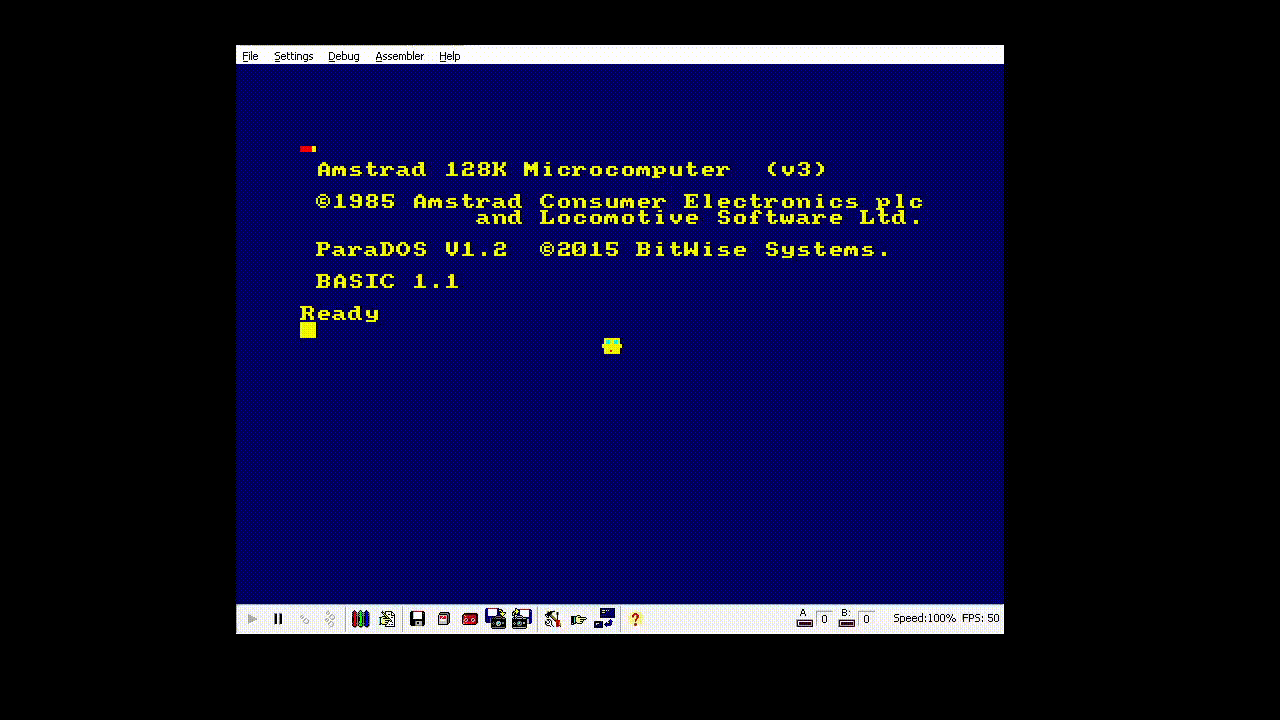 File Settings Debug Assembler Help
Amstrad 128K Microcomputer (v3)
©1985 Amstrad Consumer Electronics plc
and Locomotive Software Ltd.
ParaDOS V1.2 ©2015 BitWise Systems.
BASIC 1.1
Ready
? A 0 B: 0 Speed:100% FPS: 50